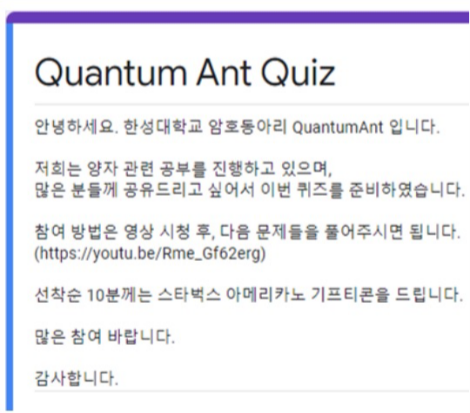 Quantum Ant Quiz
안녕하세요. 한성대학교 암호동아리 QuantumAnt 입니다.
저희는 양자 관련 공부를 진행하고 있으며,
많은 분들께 공유드리고 싶어서 이번 퀴즈를 준비하였습니다.
참여 방법은 영상 시청 후, 다음 문제들을 풀어주시면 됩니다.
(https://youtu.be/Rme_Gf62erg)
선착순 10분께는 스타벅스 아메리카노 기프티콘을 드립니다.
많은 참여 바랍니다.
감사합니다.